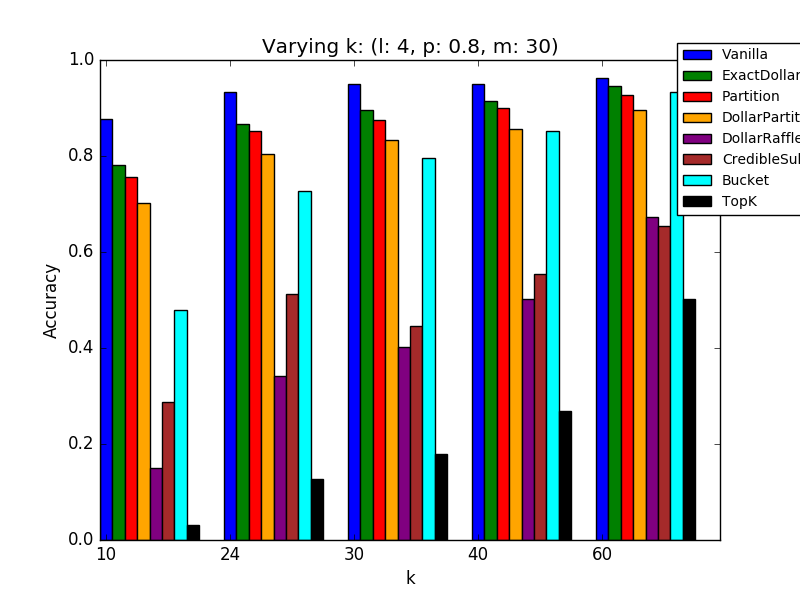 Varying k: (l: 4, p: 0.8, m: 30)
Vanilla
ExactDollar
Partition
DollarPartit
DollarRaffle
CredibleSu
Bucket
TopK
1.0
0.8
0.6
0.4
0.2
0.0
Accuracy
10 24 30 40 60
k